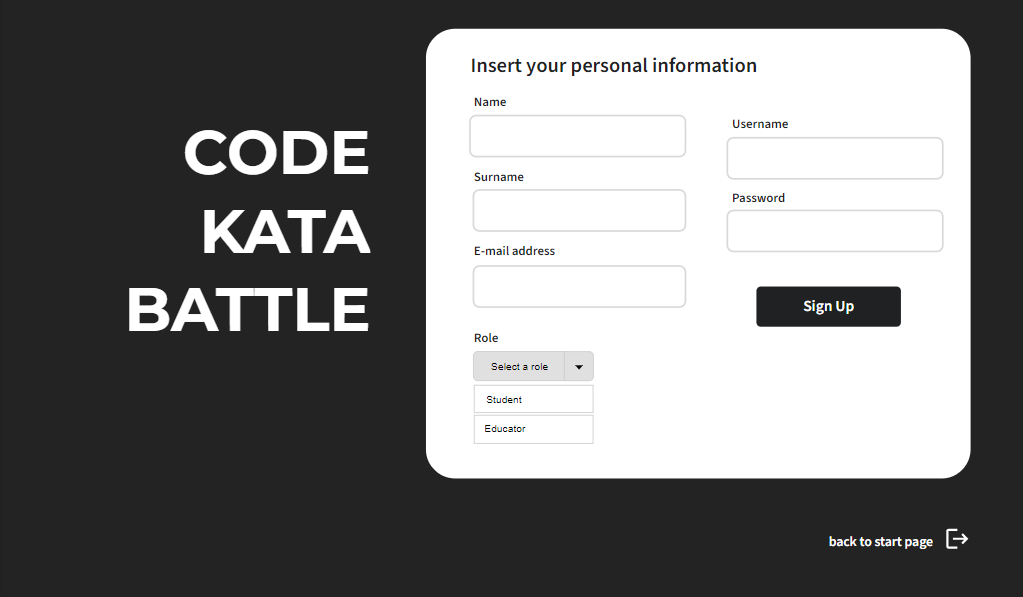 CODE
KATA
BATTLE
Insert your personal information
Name
Surname
E-mail address
Role
Select a role
Student
Educator
Username
Password
Sign Up
back to start page